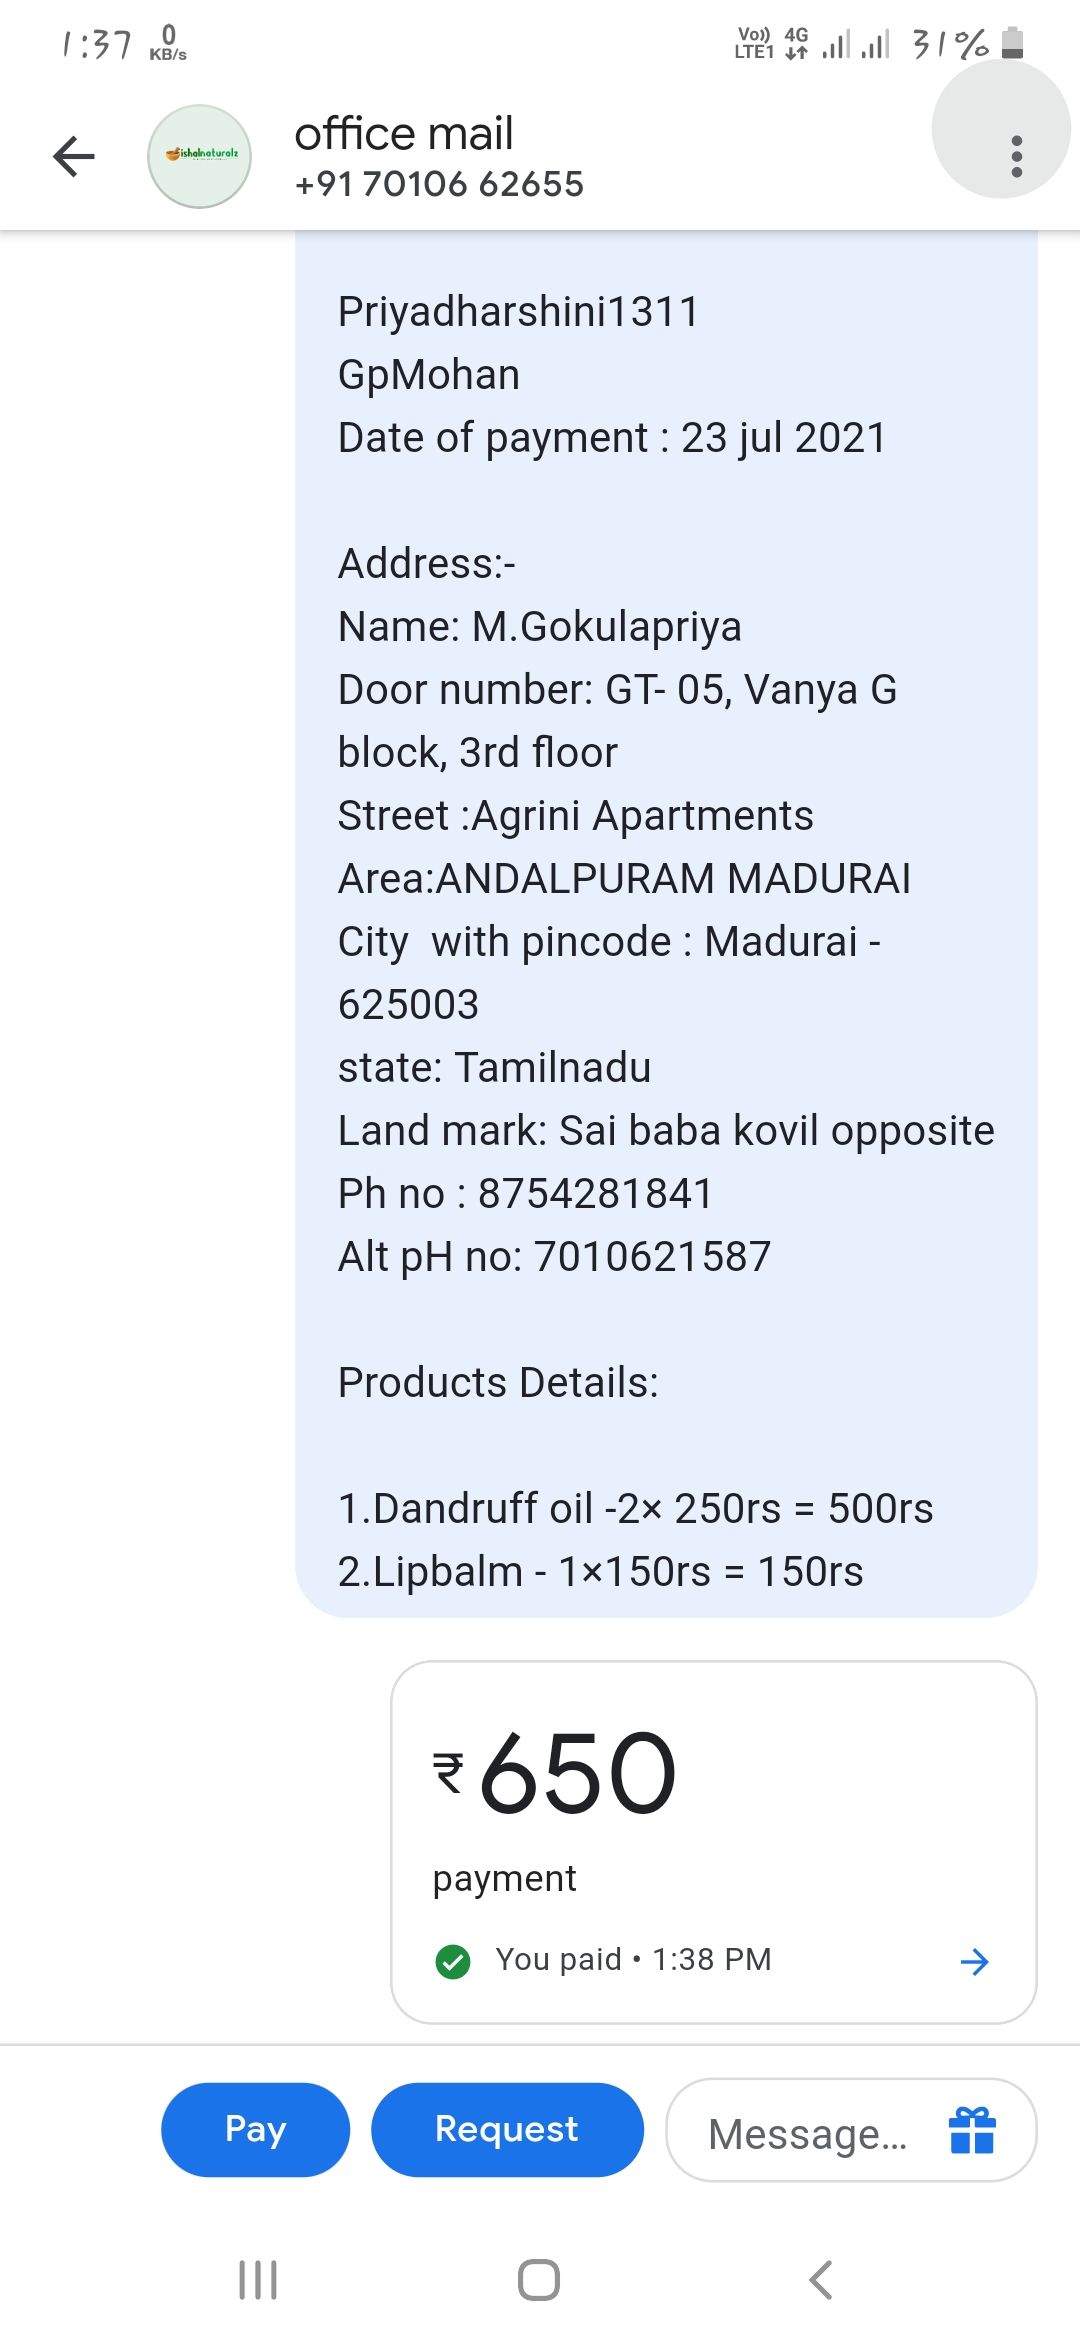 1:37 0 KB/s Vo)) LTE1 4G 31%
office mail
ishalnaturalz
+91 70106 62655
Priyadharshini1311
GpMohan
Date of payment : 23 jul 2021
Address:-
Name: M.Gokulapriya
Door number: GT- 05, Vanya G
block, 3rd floor
Street :Agrini Apartments
Area:ANDALPURAM MADURAI
City  with pincode : Madurai -
625003
state: Tamilnadu
Land mark: Sai baba kovil opposite
Ph no : 8754281841
Alt pH no: 7010621587
Products Details:
1.Dandruff oil -2× 250rs = 500rs
2.Lipbalm - 1×150rs = 150rs
₹650
payment
You paid • 1:38 PM
Pay Request Message...